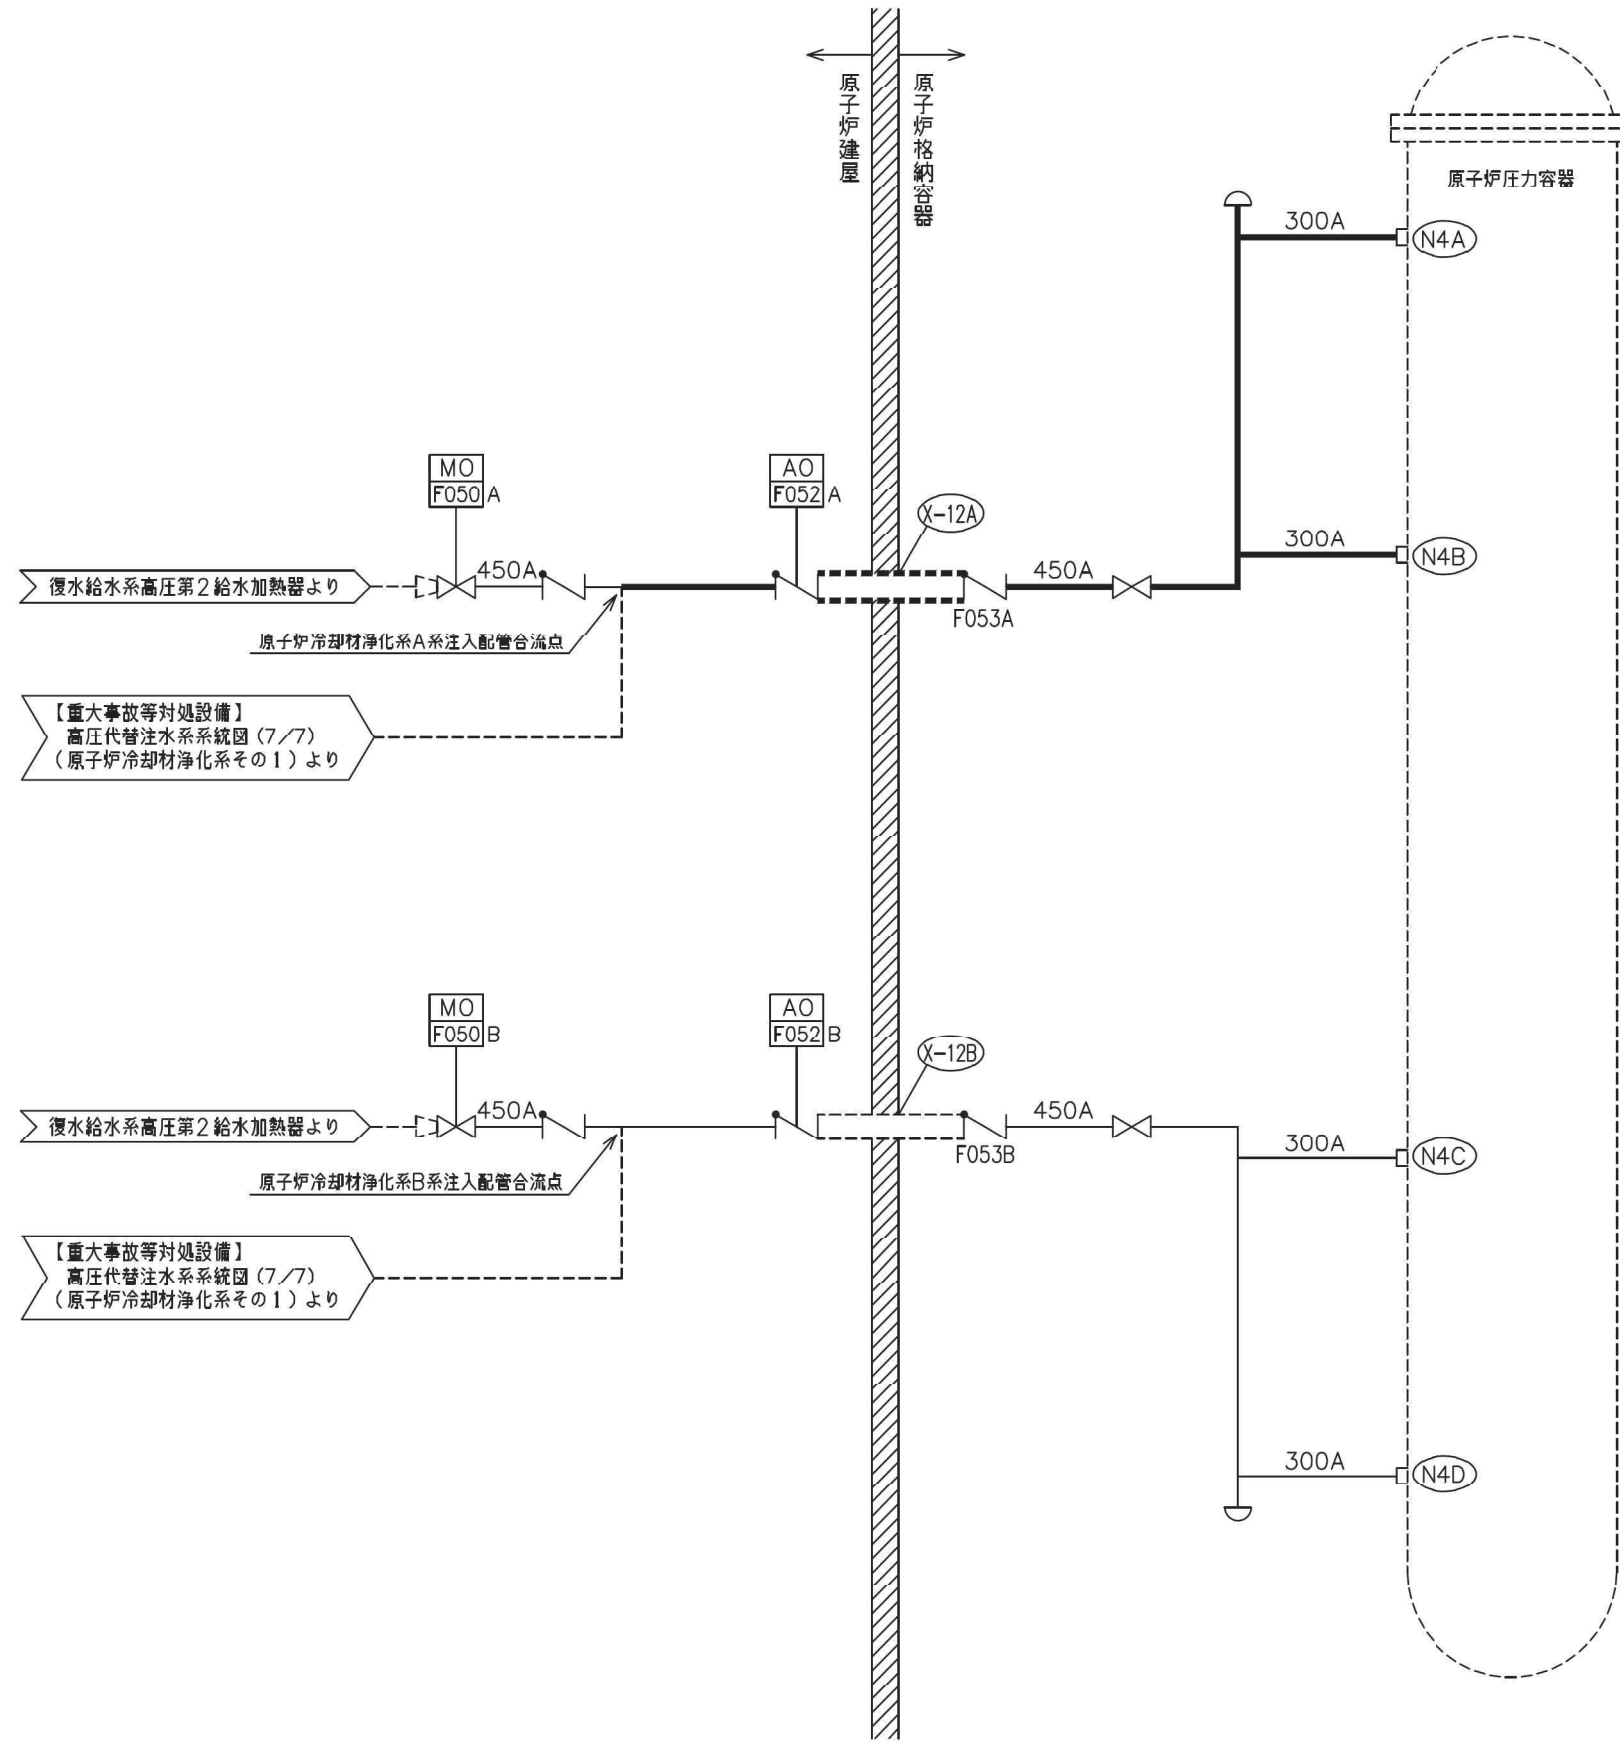 原子炉建屋
原子炉格納容器
原子炉圧力容器
300A
N4A
300A
N4B
MO
F050 A
AO
F052 A
X-12A
復水給水系高圧第2給水加熱器より
450A
450A
F053A
原子炉冷却材浄化系A系注入配管合流点
【重大事故等対処設備】
高圧代替注水系系統図(7/7)
(原子炉冷却材浄化系その1)より
MO
F050 B
AO
F052 B
X-12B
復水給水系高圧第2給水加熱器より
450A
450A
F053B
300A
N4C
原子炉冷却材浄化系B系注入配管合流点
【重大事故等対処設備】
高圧代替注水系系統図(7/7)
(原子炉冷却材浄化系その1)より
300A
N4D